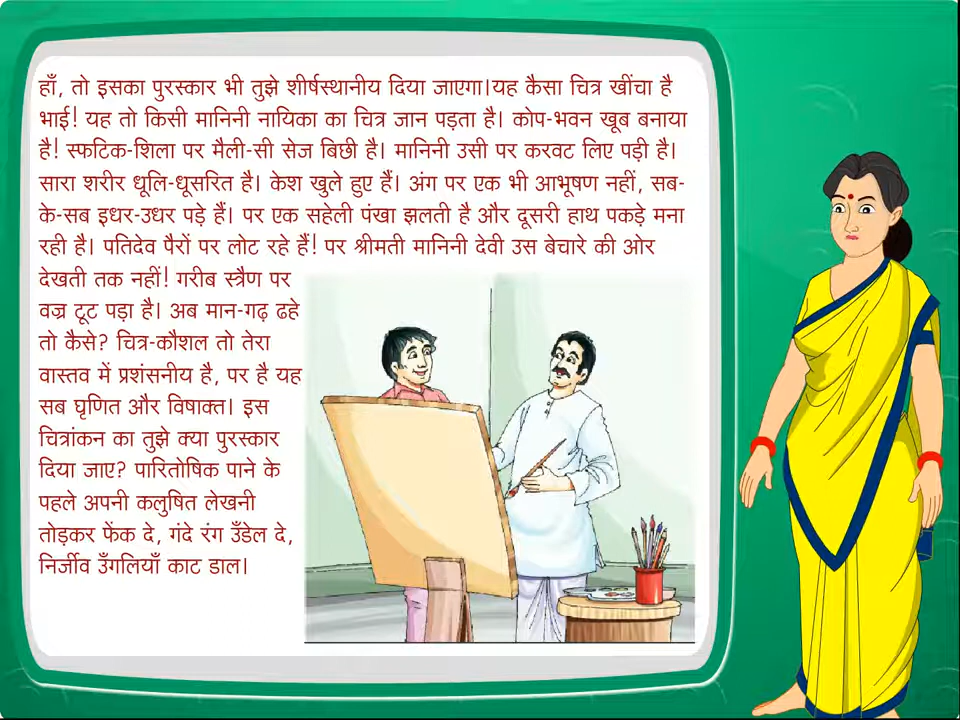 हाँ, तो इसका पुरस्कार भी तुझे शीर्षस्थानीय दिया जाएगा।यह कैसा चित्र खींचा है
भाई! यह तो किसी मानिनी नायिका का चित्र जान पड़ता है। कोप-भवन खूब बनाया
है! स्फटिक-शिला पर मैली-सी सेज बिछी है। मानिनी उसी पर करवट लिए पड़ी है।
सारा शरीर धूलि-धूसरित है। केश खुले हुए हैं। अंग पर एक भी आभूषण नहीं, सब-
के-सब इधर-उधर पड़े हैं। पर एक सहेली पंखा झलती है और दूसरी हाथ पकड़े मना
रही है। पतिदेव पैरों पर लोट रहे हैं! पर श्रीमती मानिनी देवी उस बेचारे की ओर
देखती तक नहीं! गरीब स्त्रैण पर
वज्र टूट पड़ा है। अब मान-गढ़ ढहे
तो कैसे? चित्र-कौशल तो तेरा
वास्तव में प्रशंसनीय है, पर है यह
सब घृणित और विषाक्त। इस
चित्रांकन का तुझे क्या पुरस्कार
दिया जाए? पारितोषिक पाने के
पहले अपनी कलुषित लेखनी
तोड़कर फेंक दे, गंदे रंग उँडेल दे,
निर्जीव उँगलियाँ काट डाल।